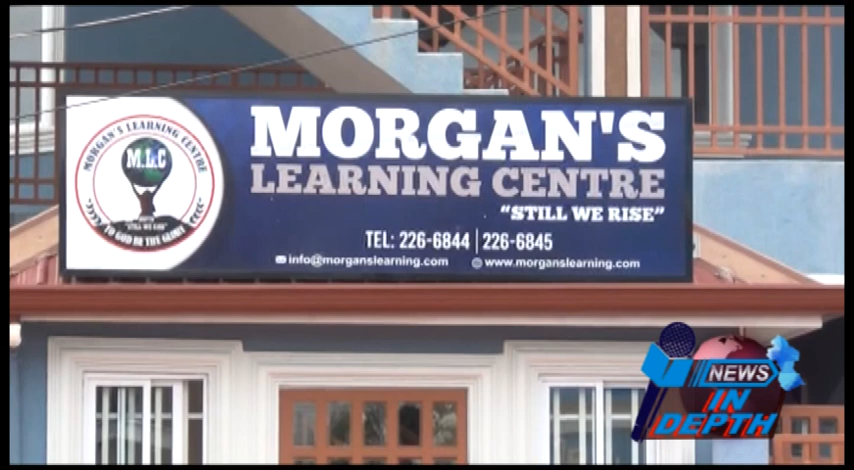 MORGAN'S
LEARNING CENTRE
"STILL WE RISE"
TEL: 226-6844 | 226-6845
info@morganslearning.com www.morganslearning.com
MORGAN'S LEARNING CENTRE
M.L.C
"STILL WE RISE"
TO GOD BE THE GLORY
NEWS
IN
DEPTH